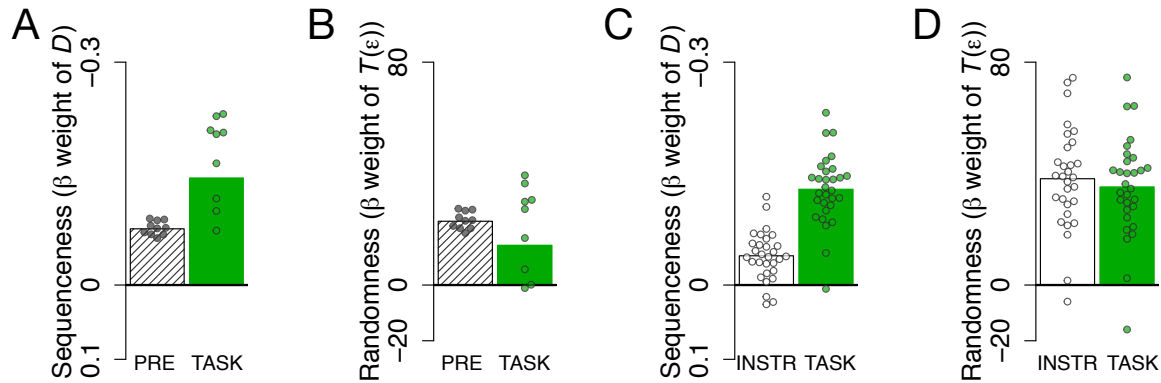 A
Sequenceness (β weight of D)
-0.3
0
0.1
PRE
TASK
B
Randomness (β weight of T(ε)
80
0
−20
PRE
TASK
C
Sequenceness (β weight of D)
-0.3
0
0.1
INSTR
TASK
D
Randomness (β weight of T(ε)
80
0
−20
INSTR
TASK